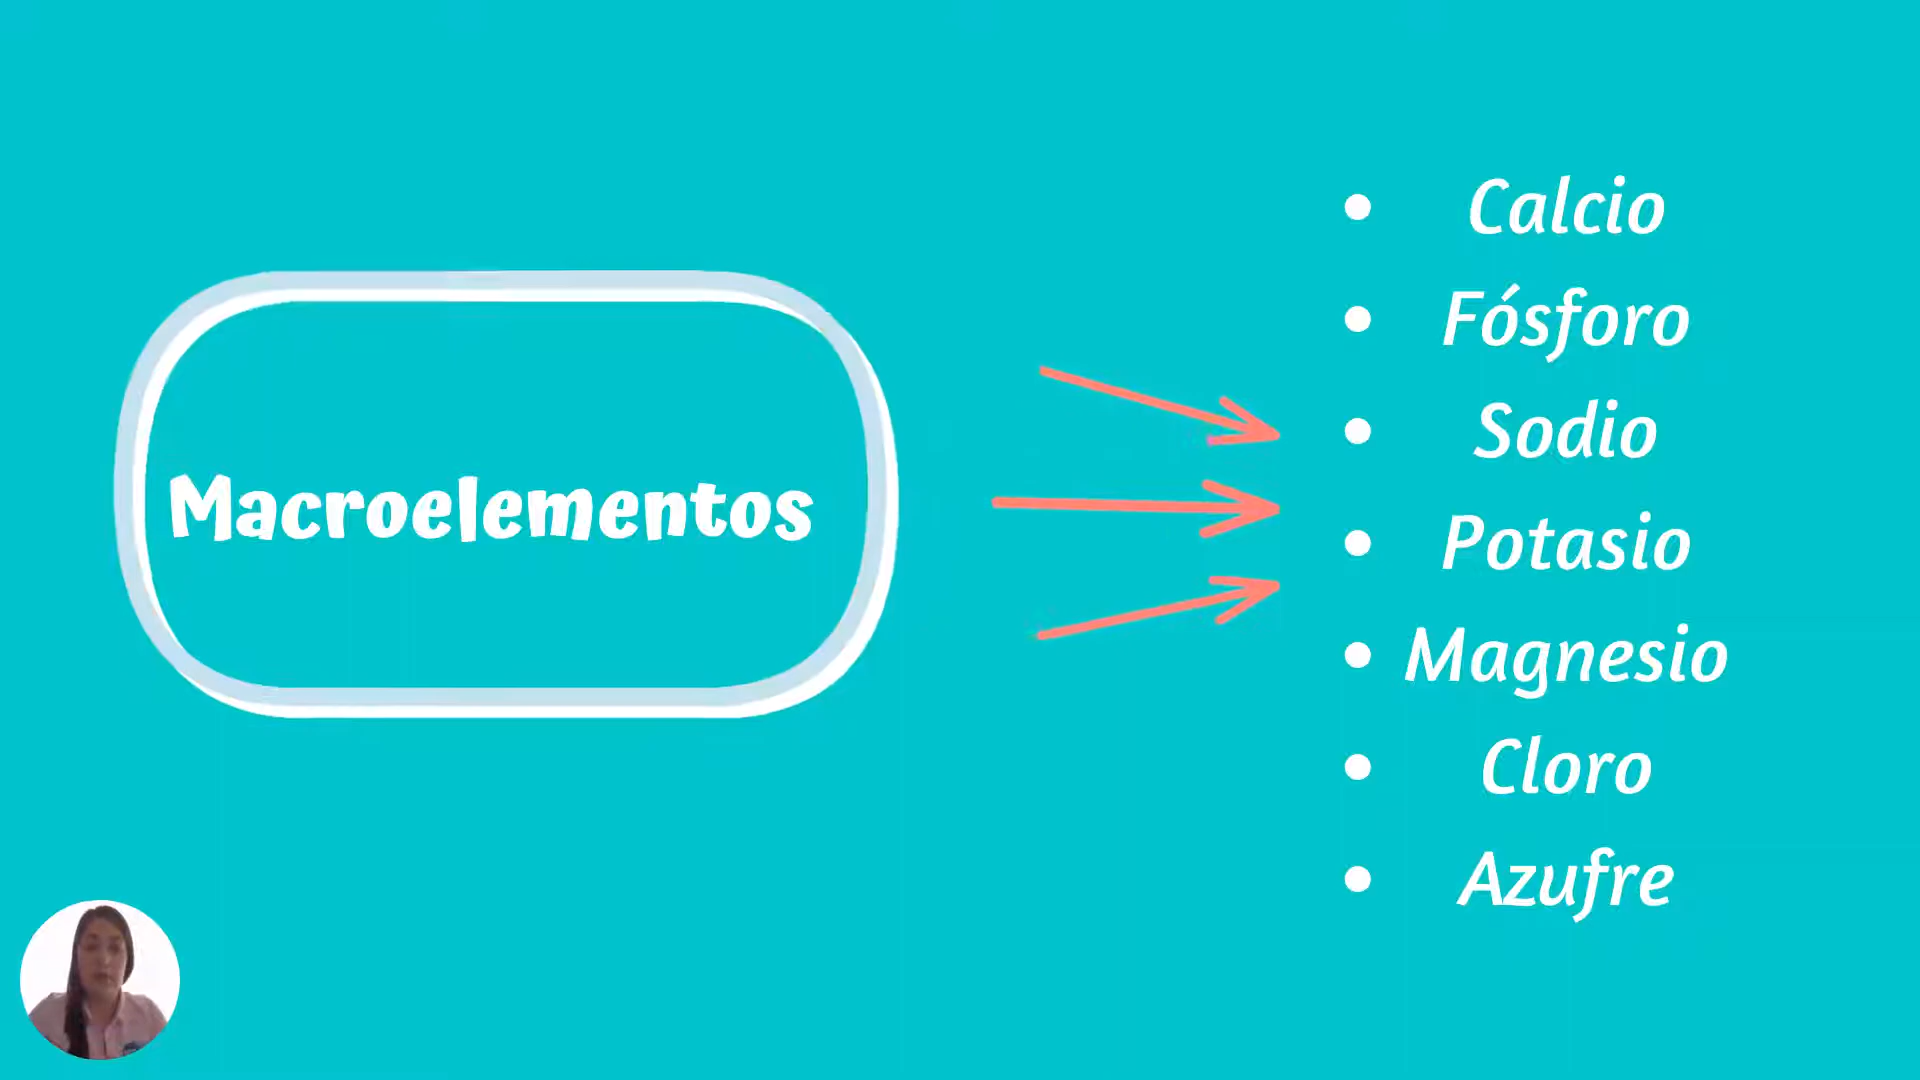 Macroelementos
• Calcio
• Fósforo
• Sodio
• Potasio
• Magnesio
• Cloro
• Azufre